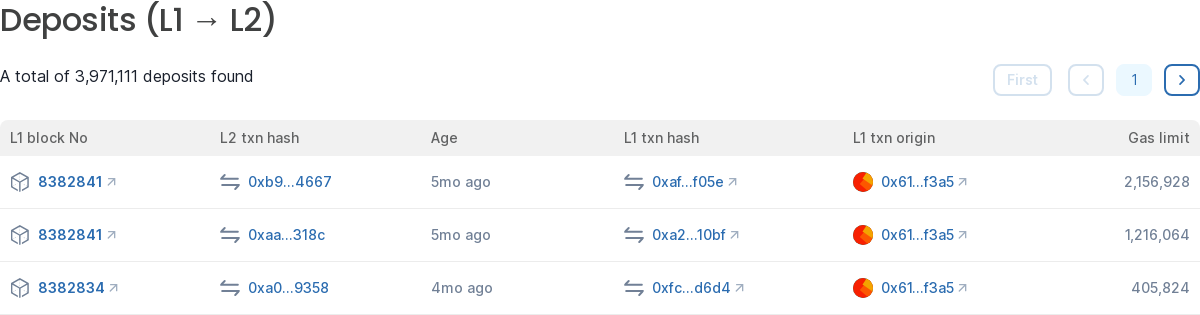 Deposits (L1 → L2)
A total of 3,971,111 deposits found
First 1
L1 block No L2 txn hash Age L1 txn hash L1 txn origin Gas limit
8382841 0xb9...4667 5mo ago 0xaf...f05e 0x61...f3a5 2,156,928
8382841 0xaa...318c 5mo ago 0xa2...10bf 0x61...f3a5 1,216,064
8382834 0xa0...9358 4mo ago 0xfc...d6d4 0x61...f3a5 405,824